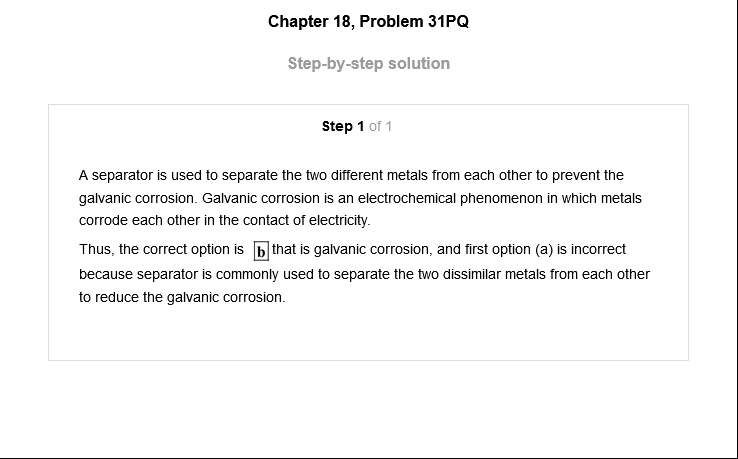 Chapter 18, Problem 31PQ
Step-by-step solution
Step 1 of 1
A separator is used to separate the two different metals from each other to prevent the
galvanic corrosion. Galvanic corrosion is an electrochemical phenomenon in which metals
corrode each other in the contact of electricity.
Thus, the correct option is b that is galvanic corrosion, and first option (a) is incorrect
because separator is commonly used to separate the two dissimilar metals from each other
to reduce the galvanic corrosion.